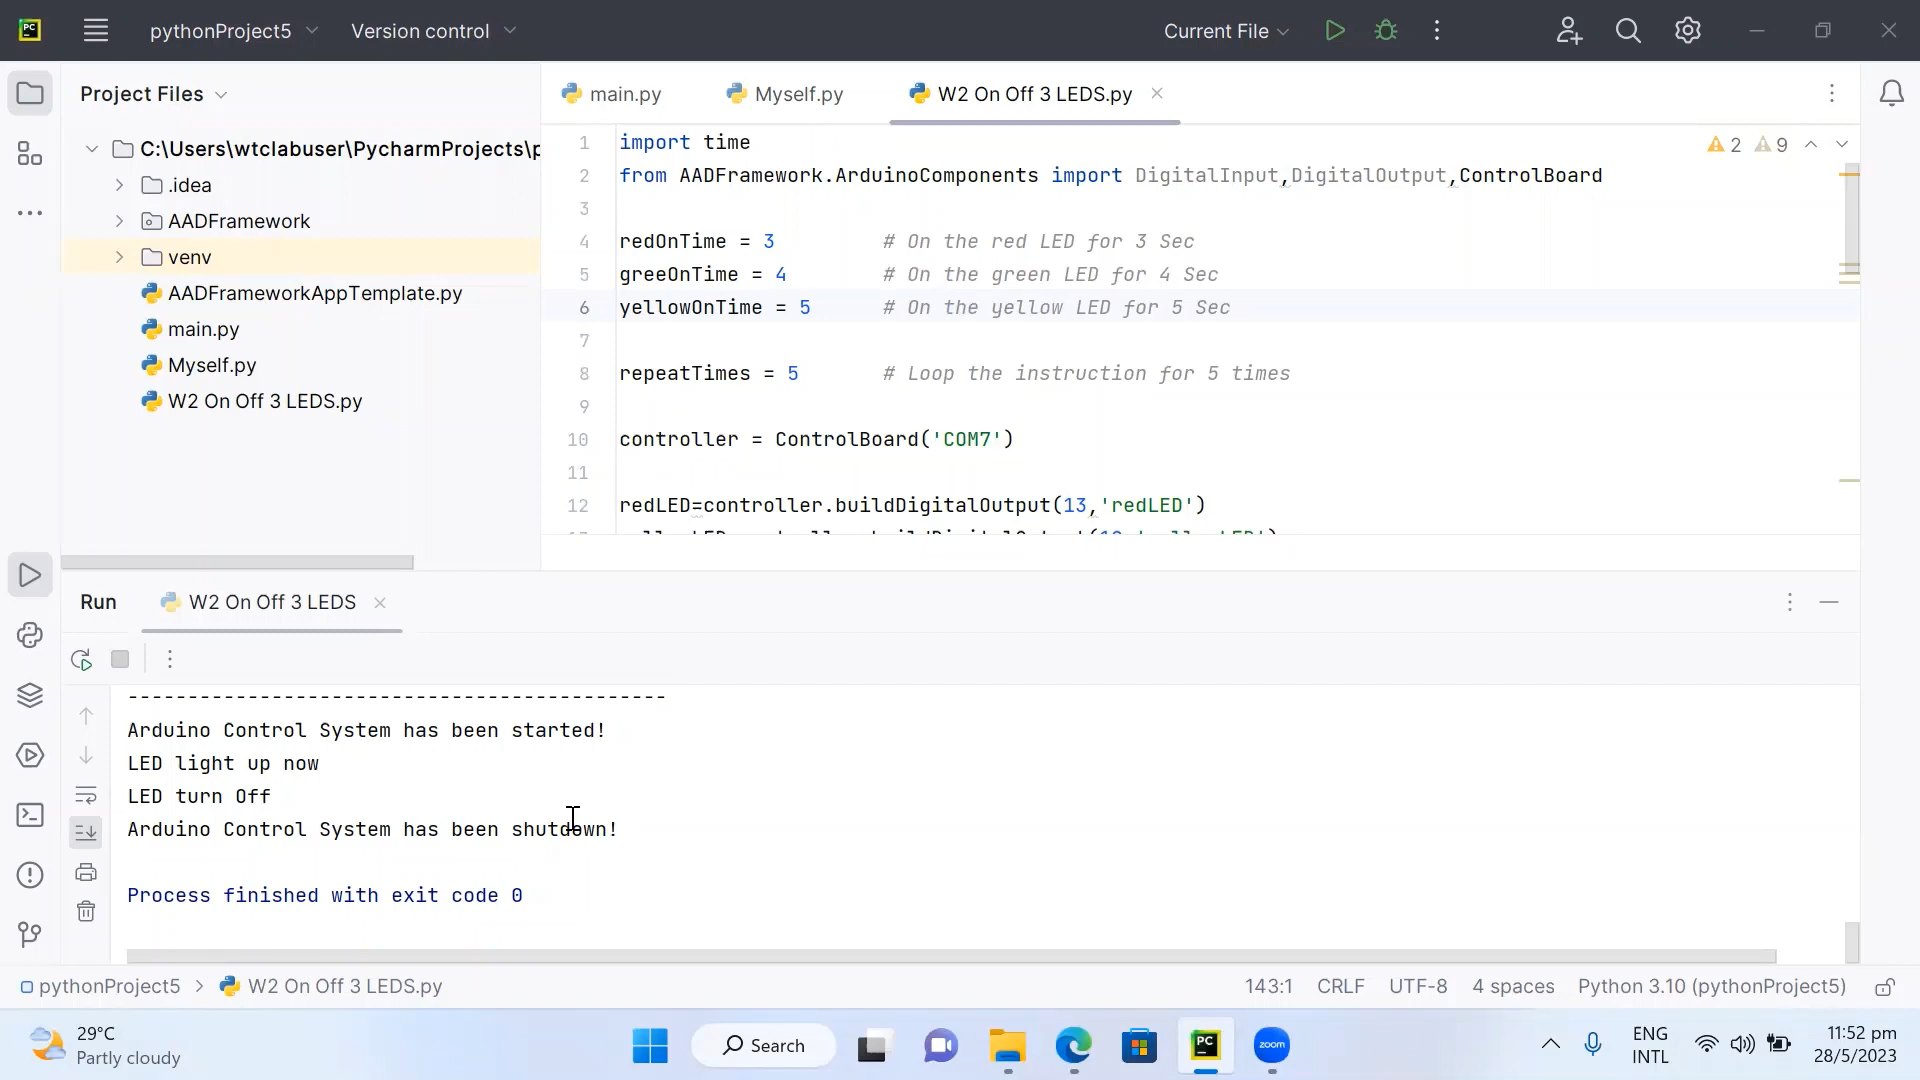 PC
pythonProject5
Version control
Current File
Project Files
main.py
Myself.py
W2 On Off 3 LEDS.py
C:\Users\wtclabuser\PycharmProjects\p
.idea
AADFramework
venv
AADFrameworkAppTemplate.py
main.py
Myself.py
W2 On Off 3 LEDS.py
2 9
1 import time
2 from AADFramework.ArduinoComponents import DigitalInput,DigitalOutput,ControlBoard
3
4 redOnTime = 3 # On the red LED for 3 Sec
5 greeOnTime = 4 # On the green LED for 4 Sec
6 yellowOnTime = 5 # On the yellow LED for 5 Sec
7
8 repeatTimes = 5 # Loop the instruction for 5 times
9
10 controller = ControlBoard('COM7')
11
12 redLED=controller.buildDigitalOutput(13,'redLED')
Run
W2 On Off 3 LEDS
---------------------------------------------
Arduino Control System has been started!
LED light up now
LED turn Off
Arduino Control System has been shutdown!
Process finished with exit code 0
pythonProject5 > W2 On Off 3 LEDS.py
143:1 CRLF UTF-8 4 spaces Python 3.10 (pythonProject5)
29°C
Partly cloudy
Search
PC
zoom
ENG
INTL
11:52 pm
28/5/2023